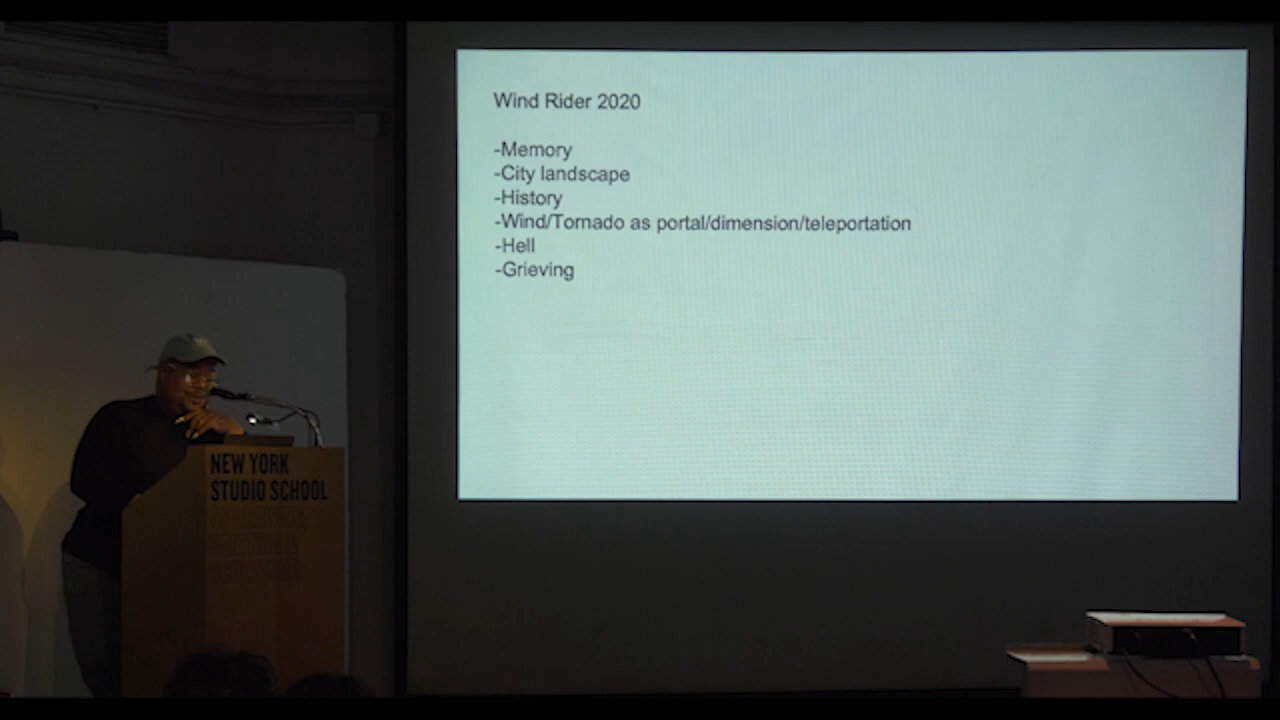 Wind Rider 2020
-Memory
-City landscape
-History
-Wind/Tornado as portal/dimension/teleportation
-Hell
-Grieving
NEW YORK
STUDIO SCHOOL